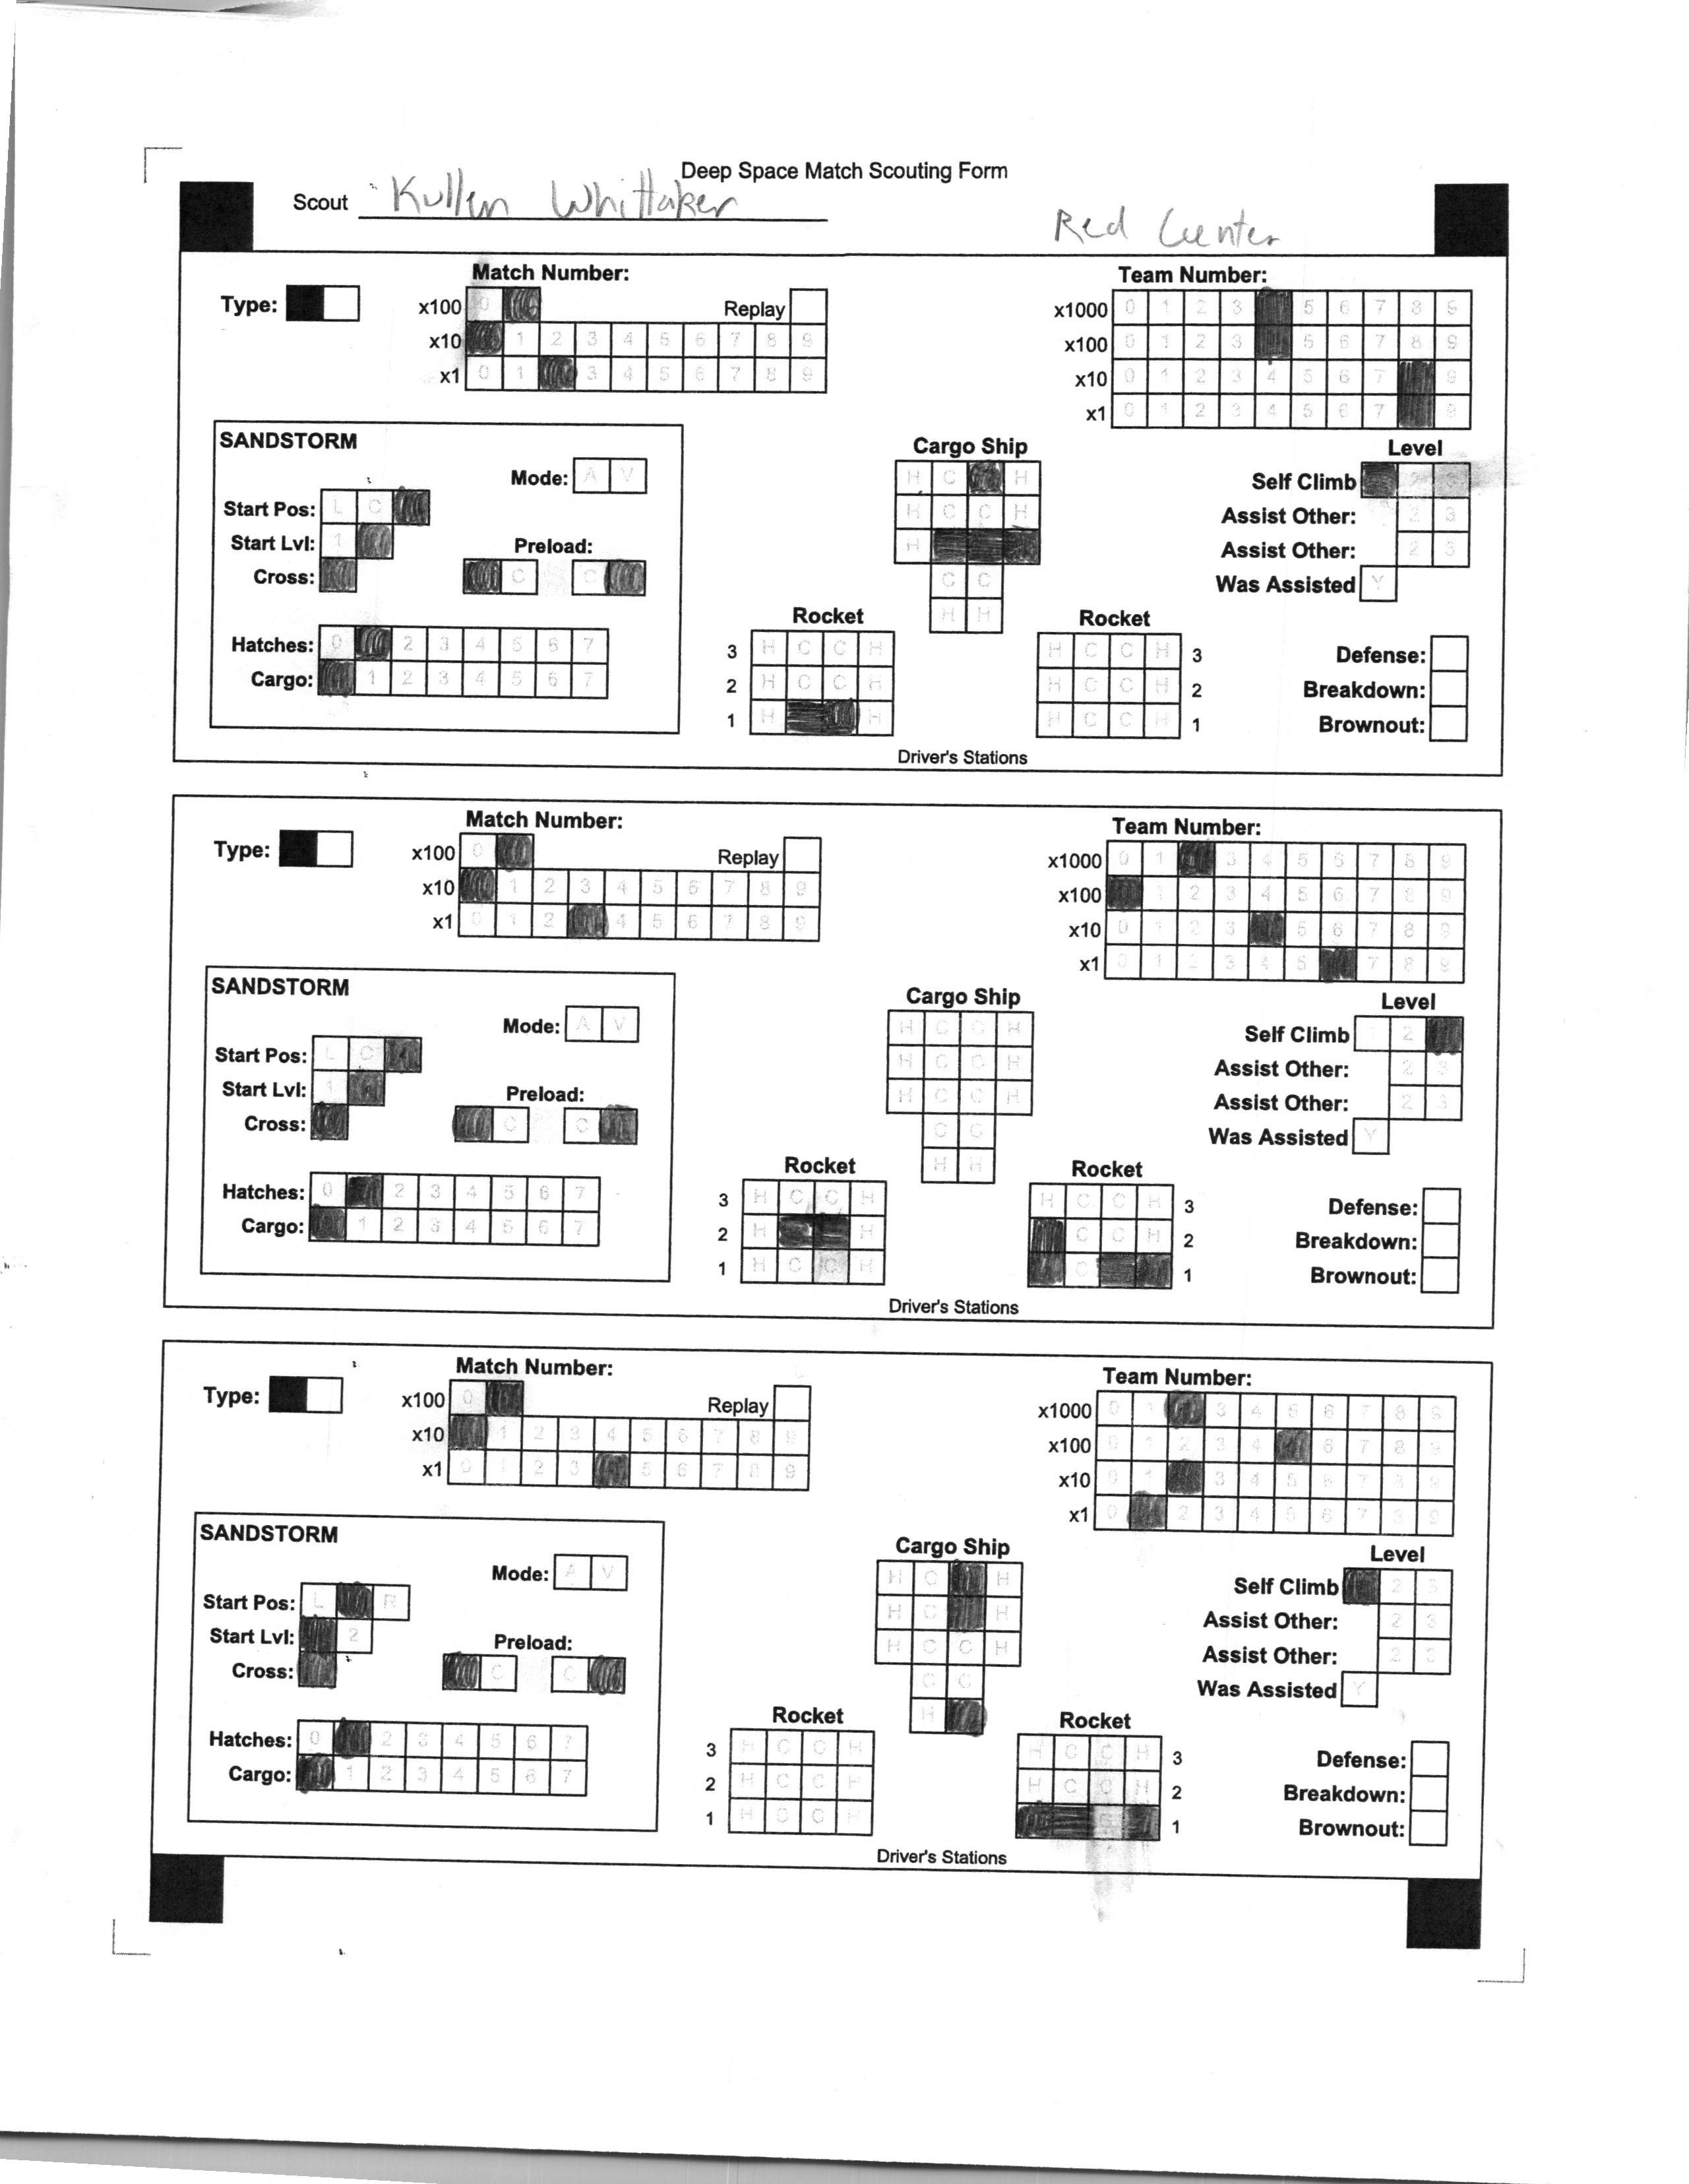 Deep Space Match Scouting Form
Scout Kullen Whittaker
Red Center
Match Number:
Team Number:
Type:
x100 0
Replay
x10 1 2 3 4 5 6 7 8 9
x1 0 1 3 4 5 6 7 8 9
x1000 0 1 2 3 5 6 7 8 9
x100 0 1 2 3 5 6 7 8 9
x10 0 1 2 3 4 5 6 7 9
x1 0 1 2 3 4 5 6 7 9
SANDSTORM
Mode: A V
Start Pos: L C
Start Lvl: 1
Preload:
Cross:
C C
Hatches: 0 2 3 4 5 6 7
Cargo: 1 2 3 4 5 6 7
Cargo Ship
H C H
H C C H
H
C C
H H
Rocket
3 H C C H
2 H C C H
1 H H
Rocket
H C C H 3
H C C H 2
H C C H 1
Driver's Stations
Level
Self Climb
Assist Other: 2 3
Assist Other: 2 3
Was Assisted Y
Defense:
Breakdown:
Brownout:
Match Number:
Team Number:
Type:
x100 0
Replay
x10 1 2 3 4 5 6 7 8 9
x1 0 1 2 4 5 6 7 8 9
x1000 0 1 3 4 5 6 7 8 9
x100 1 2 3 4 5 6 7 8 9
x10 0 1 2 3 5 6 7 8 9
x1 0 1 2 3 4 5 7 8 9
SANDSTORM
Mode: A V
Start Pos: L C
Start Lvl: 1
Preload:
Cross:
C C
Hatches: 0 2 3 4 5 6 7
Cargo: 1 2 3 4 5 6 7
Cargo Ship
H C C H
H C C H
H C C H
C C
H H
Rocket
3 H C C H
2 H H
1 H C C H
Rocket
H C C H 3
C C H 2
C 1
Driver's Stations
Level
Self Climb 1 2
Assist Other: 2 3
Assist Other: 2 3
Was Assisted Y
Defense:
Breakdown:
Brownout:
Match Number:
Team Number:
Type:
x100 0
Replay
x10 1 2 3 4 5 6 7 8 9
x1 0 1 2 3 5 6 7 8 9
x1000 0 1 3 4 5 6 7 8 9
x100 0 1 2 3 4 6 7 8 9
x10 0 1 3 4 5 6 7 8 9
x1 0 2 3 4 5 6 7 8 9
SANDSTORM
Mode: A V
Start Pos: L R
Start Lvl: 2
Preload:
Cross:
C C
Hatches: 0 2 3 4 5 6 7
Cargo: 1 2 3 4 5 6 7
Cargo Ship
H C H
H C H
H C C H
C C
H
Rocket
3 H C C H
2 H C C H
1 H C C H
Rocket
H C C H 3
H C C H 2
C 1
Driver's Stations
Level
Self Climb 2 3
Assist Other: 2 3
Assist Other: 2 3
Was Assisted Y
Defense:
Breakdown:
Brownout: